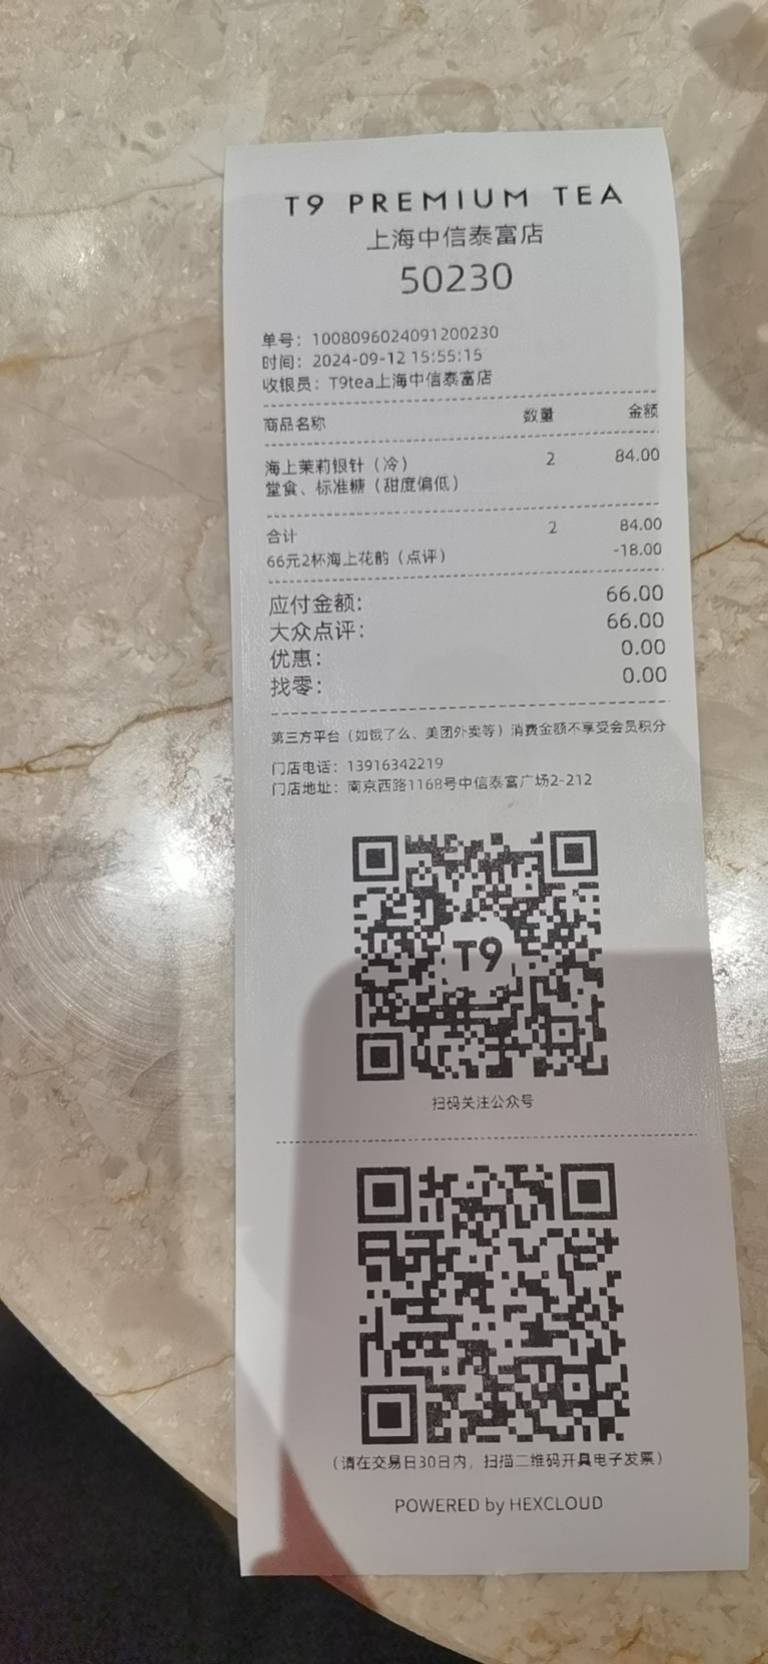 T9 PREMIUM TEA
上海中信泰富店
50230
单号：1008096024091200230
时间：2024-09-12 15:55:15
收银员：T9tea上海中信泰富店
商品名称 数量 金额
海上茉莉银针（冷） 2 84.00
堂食、标准糖（甜度偏低）
合计 2 84.00
66元2杯海上花韵（点评） -18.00
应付金额： 66.00
大众点评： 66.00
优惠： 0.00
找零： 0.00
第三方平台（如饿了么、美团外卖等）消费金额不享受会员积分
门店电话：13916342219
门店地址：南京西路1168号中信泰富广场2-212
T9
扫码关注公众号
（请在交易日30日内，扫描二维码开具电子发票）
POWERED by HEXCLOUD